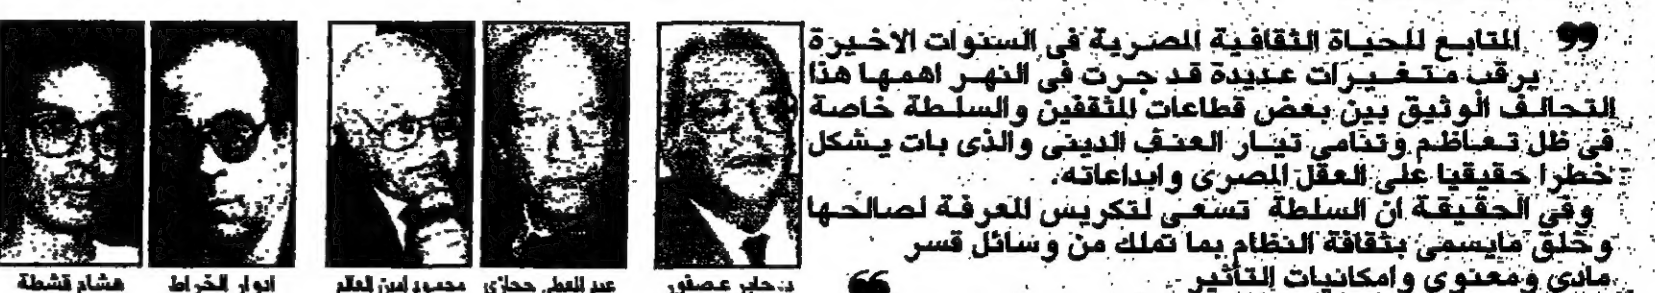 المتابع للحياة الثقافية المصرية فى السنوات الاخيرة
يرقب متغيرات عديدة قد جرت فى النهر اهمها هذا
التحالف الوثيق بين بعض قطاعات المثقفين والسلطة خاصة
فى ظل تعاظم وتنامى تيار العنف الدينى والذى بات يشكل
خطرا حقيقيا على العقل المصرى وابداعاته.
وفى الحقيقة ان السلطة تسعى لتكريس المعرفة لصالحها
وخلق مايسمى بثقافة النظام بما تملك من وسائل قسر
مادى ومعنوى وامكانيات التأثير
د. جابر عصفور
عبد المعطى حجازى
محمود امين العالم
ادوار الخراط
هشام قشطة